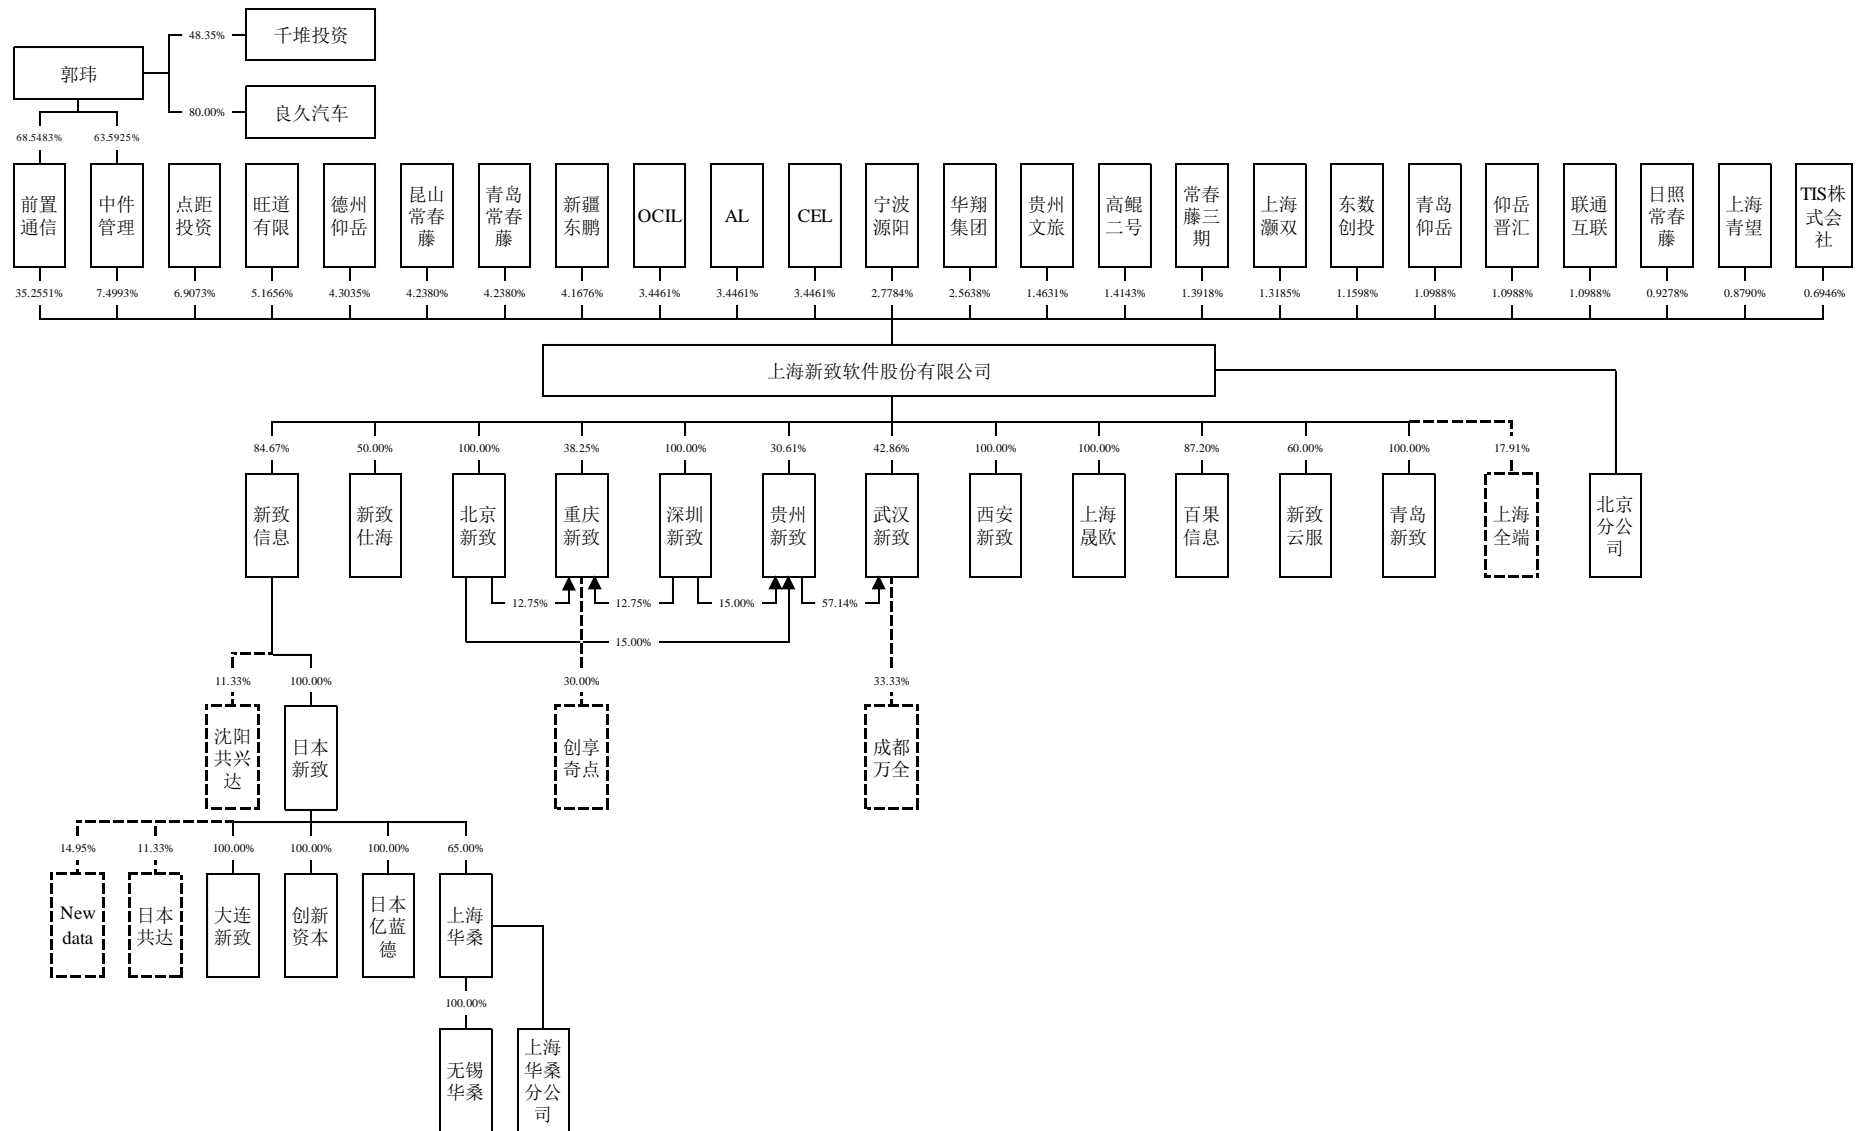 48.35%
千堆投资
郭玮
80.00%
良久汽车
68.5483%
63.5925%
前置
通信
中件
管理
点距
投资
旺道
有限
德州
仰岳
昆山
常春
藤
青岛
常春
藤
新疆
东鹏
OCIL
AL
CEL
宁波
源阳
华翔
集团
贵州
文旅
高鲲
二号
常春
藤三
期
上海
灏双
东数
创投
青岛
仰岳
仰岳
晋汇
联通
互联
日照
常春
藤
上海
青望
TIS株
式会
社
35.2551%
7.4993%
6.9073%
5.1656%
4.3035%
4.2380%
4.2380%
4.1676%
3.4461%
3.4461%
3.4461%
2.7784%
2.5638%
1.4631%
1.4143%
1.3918%
1.3185%
1.1598%
1.0988%
1.0988%
1.0988%
0.9278%
0.8790%
0.6946%
上海新致软件股份有限公司
84.67%
50.00%
100.00%
38.25%
100.00%
30.61%
42.86%
100.00%
100.00%
87.20%
60.00%
100.00%
17.91%
新致
信息
新致
仕海
北京
新致
重庆
新致
深圳
新致
贵州
新致
武汉
新致
西安
新致
上海
晟欧
百果
信息
新致
云服
青岛
新致
上海
全端
北京
分公
司
12.75%
12.75%
15.00%
57.14%
15.00%
11.33%
100.00%
30.00%
33.33%
沈阳
共兴
达
日本
新致
创享
奇点
成都
万全
14.95%
11.33%
100.00%
100.00%
100.00%
65.00%
New
data
日本
共达
大连
新致
创新
资本
日本
亿蓝
德
上海
华桑
100.00%
无锡
华桑
上海
华桑
分公
司